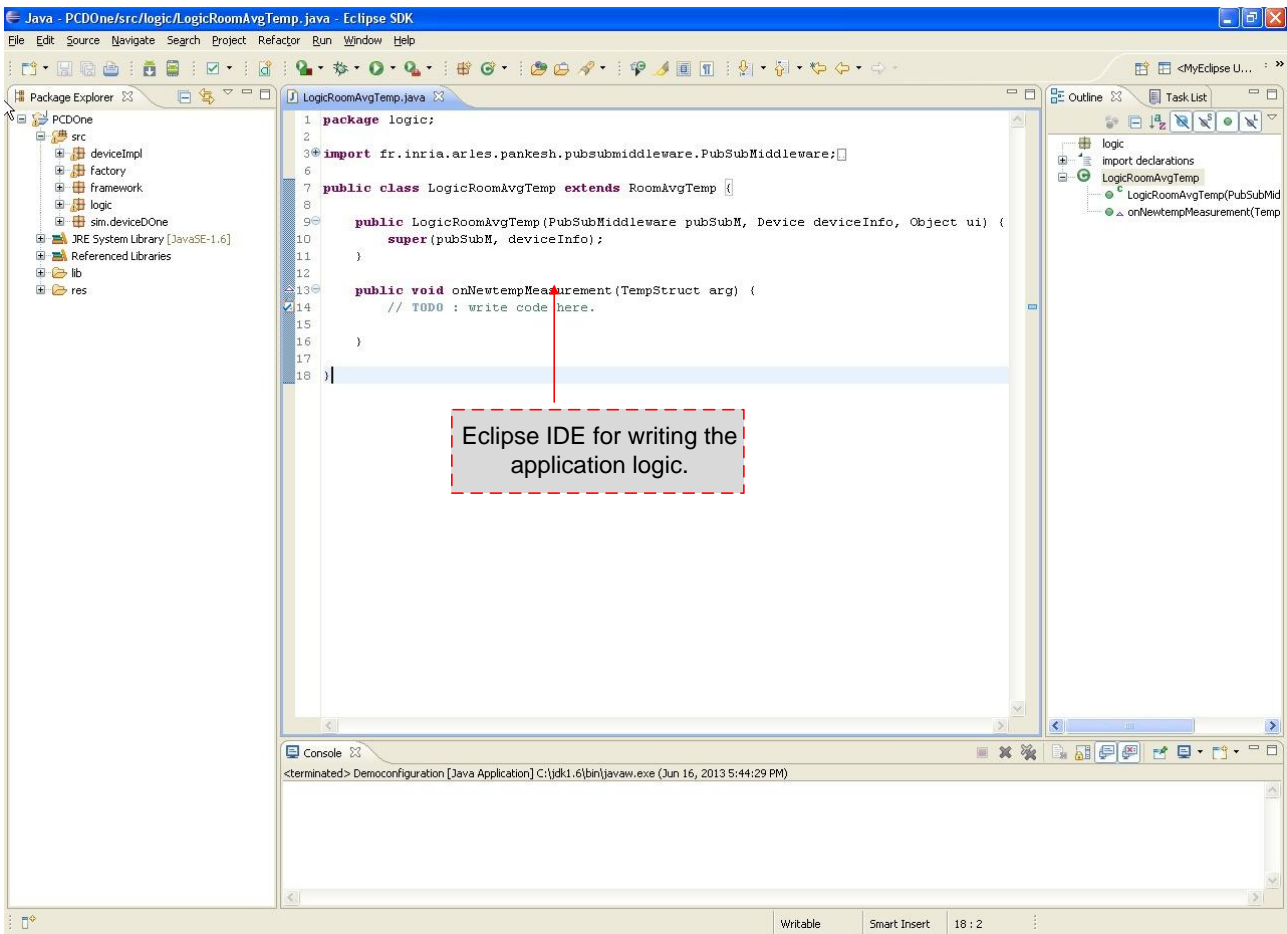 Java - PCDOne/src/logic/LogicRoomAvgTemp.java - Eclipse SDK
File Edit Source Navigate Search Project Refactor Run Window Help
<MyEclipse U...
Package Explorer
PCDOne
src
deviceImpl
factory
framework
logic
sim.deviceDOne
JRE System Library [JavaSE-1.6]
Referenced Libraries
lib
res
LogicRoomAvgTemp.java
1 package logic;
2
3 import fr.inria.arles.pankesh.pubsubmiddleware.PubSubMiddleware;
6
7 public class LogicRoomAvgTemp extends RoomAvgTemp {
8
9 public LogicRoomAvgTemp(PubSubMiddleware pubSubM, Device deviceInfo, Object ui) {
10 super(pubSubM, deviceInfo);
11 }
12
13 public void onNewtempMeasurement(TempStruct arg) {
14 // TODO : write code here.
15
16 }
17
18 }
Eclipse IDE for writing the
application logic.
Outline Task List
logic
import declarations
LogicRoomAvgTemp
LogicRoomAvgTemp(PubSubMid
onNewtempMeasurement(Temp
Console
<terminated> Democonfiguration [Java Application] C:\jdk1.6\bin\javaw.exe (Jun 16, 2013 5:44:29 PM)
Writable Smart Insert 18 : 2